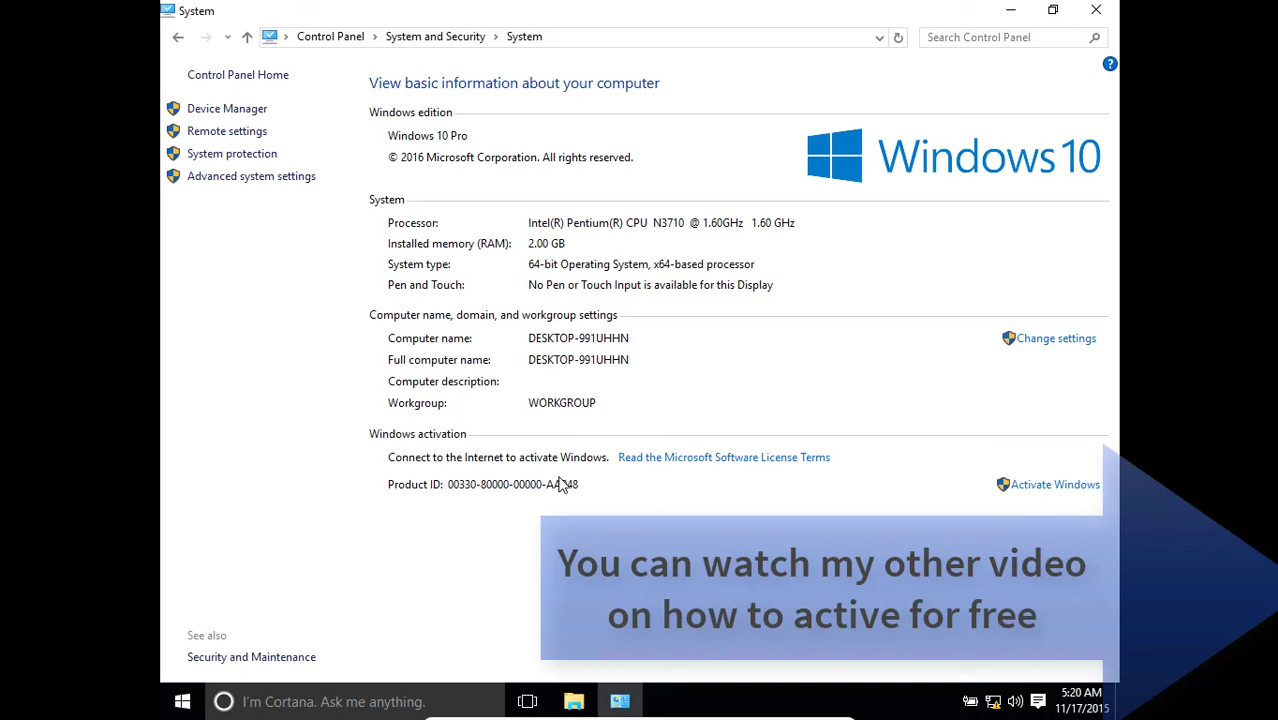 System
Control Panel > System and Security > System
Search Control Panel
Control Panel Home
Device Manager
Remote settings
System protection
Advanced system settings
See also
Security and Maintenance
View basic information about your computer
Windows edition
Windows 10 Pro
© 2016 Microsoft Corporation. All rights reserved.
Windows 10
System
Processor: Intel(R) Pentium(R) CPU N3710 @ 1.60GHz 1.60 GHz
Installed memory (RAM): 2.00 GB
System type: 64-bit Operating System, x64-based processor
Pen and Touch: No Pen or Touch Input is available for this Display
Computer name, domain, and workgroup settings
Computer name: DESKTOP-991UHHN
Change settings
Full computer name: DESKTOP-991UHHN
Computer description:
Workgroup: WORKGROUP
Windows activation
Connect to the Internet to activate Windows. Read the Microsoft Software License Terms
Product ID:
Activate Windows
You can watch my other video
on how to active for free
I'm Cortana. Ask me anything.
5:20 AM
11/17/2015